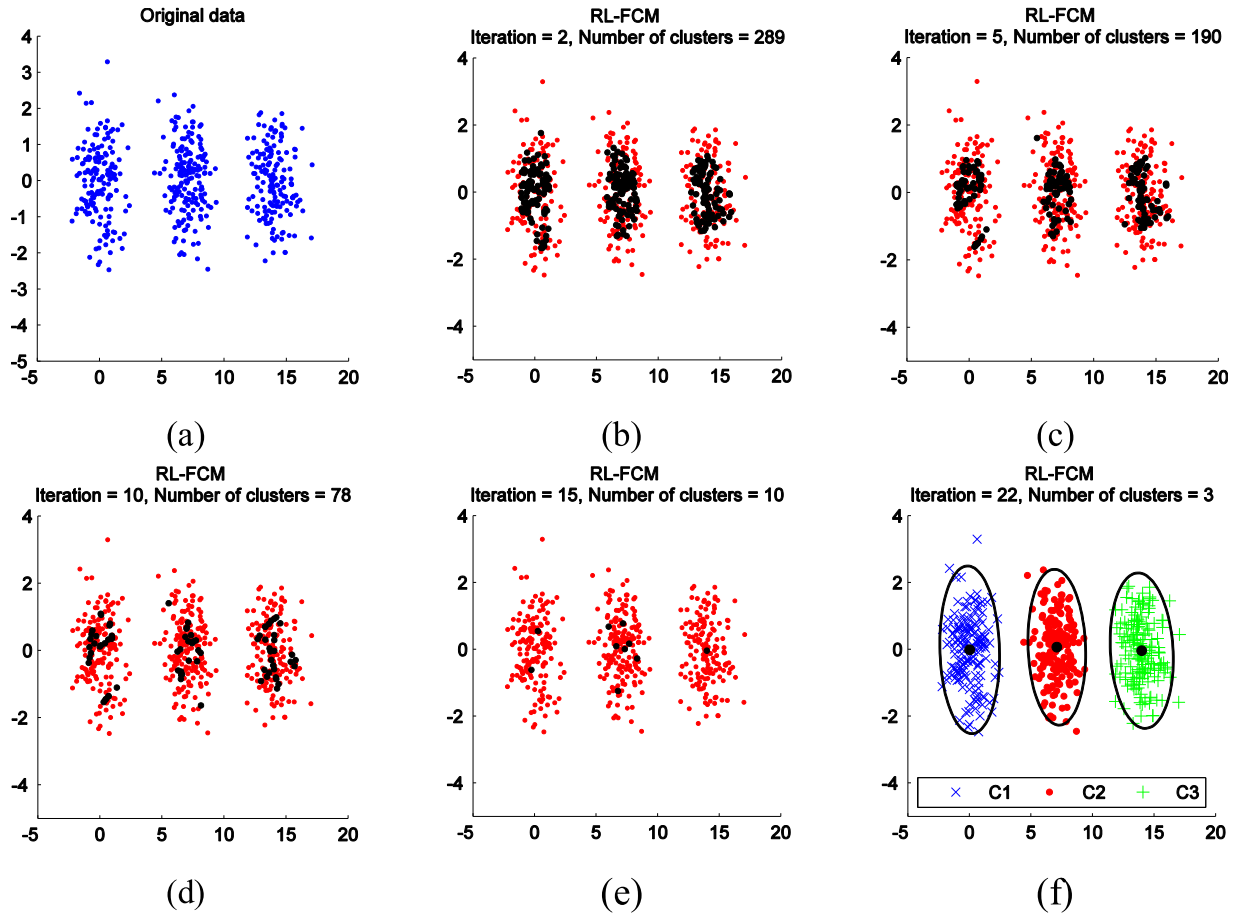 Original data
4
3
2
1
0
-1
-2
-3
-4
-5
-5 0 5 10 15 20
(a)
RL-FCM
Iteration = 2, Number of clusters = 289
4
2
0
-2
-4
-5 0 5 10 15 20
(b)
RL-FCM
Iteration = 5, Number of clusters = 190
4
2
0
-2
-4
-5 0 5 10 15 20
(c)
RL-FCM
Iteration = 10, Number of clusters = 78
4
2
0
-2
-4
-5 0 5 10 15 20
(d)
RL-FCM
Iteration = 15, Number of clusters = 10
4
2
0
-2
-4
-5 0 5 10 15 20
(e)
RL-FCM
Iteration = 22, Number of clusters = 3
4
2
0
-2
-4
C1 C2 C3
-5 0 5 10 15 20
(f)